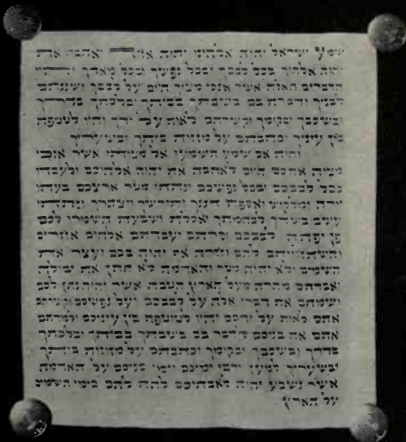 שמע ישראל יהוה אלהינו יהוה אחד ואהבת את
יהוה אלהיך בכל לבבך ובכל נפשך ובכל מאדך והיו
הדברים האלה אשר אנכי מצוך היום על לבבך ושננתם
לבניך ודברת בם בשבתך בביתך ובלכתך בדרך
ובשכבך ובקומך וקשרתם לאות על ידך והיו לטטפת
בין עיניך וכתבתם על מזזות ביתך ובשעריך
והיה אם שמע תשמעו אל מצותי אשר אנכי
מצוה אתכם היום לאהבה את יהוה אלהיכם ולעבדו
בכל לבבכם ובכל נפשכם ונתתי מטר ארצכם בעתו
יורה ומלקוש ואספת דגנך ותירשך ויצהרך ונתתי
עשב בשדך לבהמתך ואכלת ושבעת השמרו לכם
פן יפתה לבבכם וסרתם ועבדתם אלהים אחרים
והשתחויתם להם וחרה אף יהוה בכם ועצר את
השמים ולא יהיה מטר והאדמה לא תתן את יבולה
ואבדתם מהרה מעל הארץ הטבה אשר יהוה נתן לכם
ושמתם את דברי אלה על לבבכם ועל נפשכם וקשרתם
אתם לאות על ידכם והיו לטוטפת בין עיניכם ולמדתם
אתם את בניכם לדבר בם בשבתך בביתך ובלכתך
בדרך ובשכבך ובקומך וכתבתם על מזוזות ביתך
ובשעריך למען ירבו ימיכם וימי בניכם על האדמה
אשר נשבע יהוה לאבתיכם לתת להם כימי השמים
על הארץ